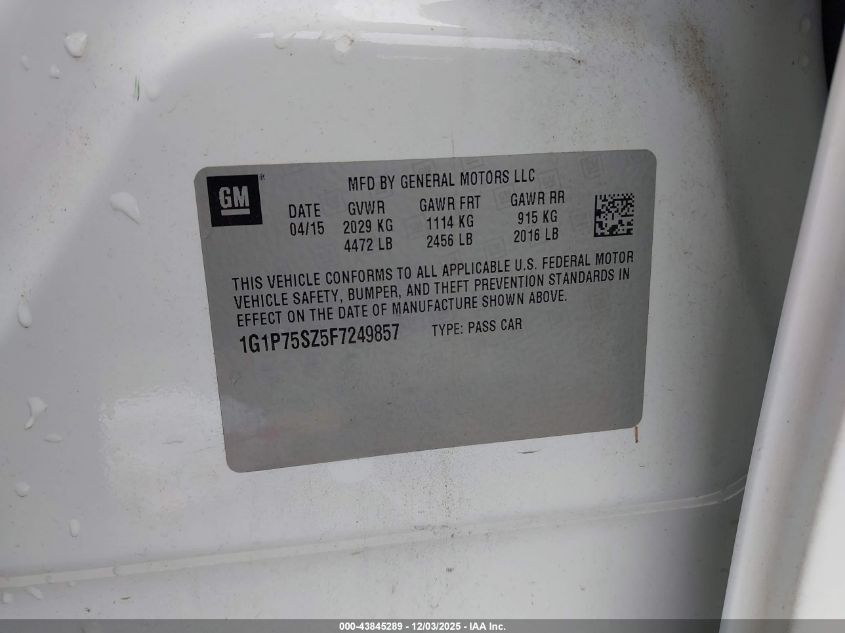 GM
MFD BY GENERAL MOTORS LLC
DATE GVWR GAWR FRT GAWR RR
04/15 2029 KG 1114 KG 915 KG
4472 LB 2456 LB 2016 LB
THIS VEHICLE CONFORMS TO ALL APPLICABLE U.S. FEDERAL MOTOR
VEHICLE SAFETY, BUMPER, AND THEFT PREVENTION STANDARDS IN
EFFECT ON THE DATE OF MANUFACTURE SHOWN ABOVE.
1G1P75SZ5F7249857 TYPE: PASS CAR
000-43845289 - 12/03/2025 - IAA Inc.